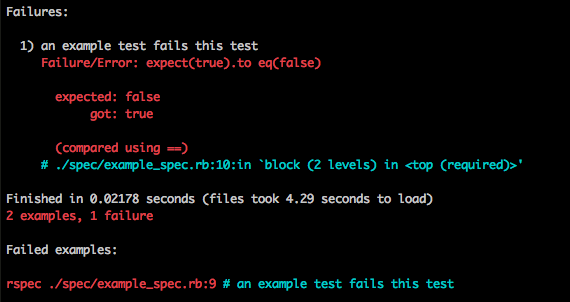 Failures:
1) an example test fails this test
Failure/Error: expect(true).to eq(false)
expected: false
got: true
(compared using ==)
# ./spec/example_spec.rb:10:in `block (2 levels) in <top (required)>'
Finished in 0.02178 seconds (files took 4.29 seconds to load)
2 examples, 1 failure
Failed examples:
rspec ./spec/example_spec.rb:9 # an example test fails this test